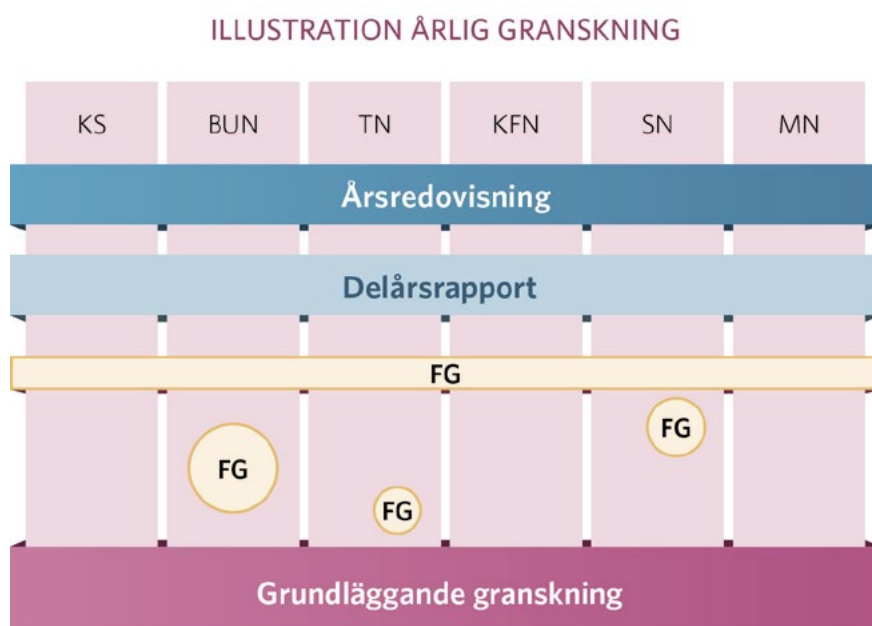 ILLUSTRATION ÅRLIG GRANSKNING
KS BUN TN KFN SN MN
Årsredovisning
Delårsrapport
FG
FG
FG
FG
Grundläggande granskning